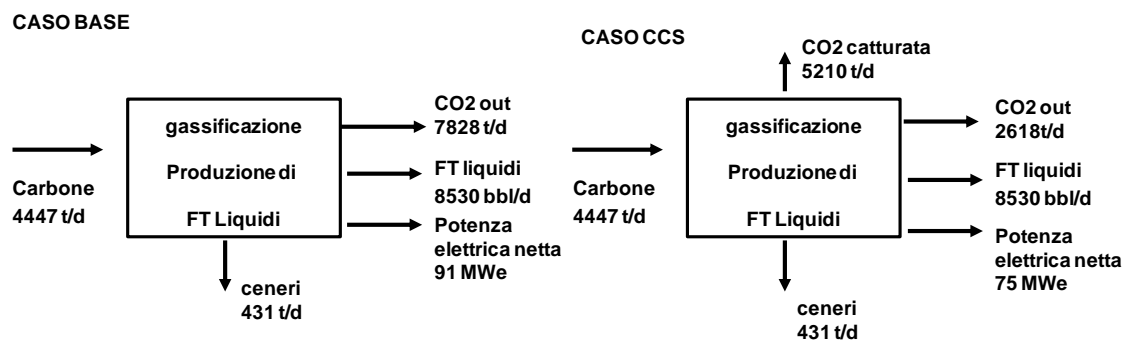 CASO BASE
gassificazione
Produzione di
FT Liquidi
Carbone
4447 t/d
CO2 out
7828 t/d
FT liquidi
8530 bbl/d
Potenza
elettrica netta
91 MWe
ceneri
431 t/d
CASO CCS
CO2 catturata
5210 t/d
gassificazione
Produzione di
FT Liquidi
Carbone
4447 t/d
CO2 out
2618t/d
FT liquidi
8530 bbl/d
Potenza
elettrica netta
75 MWe
ceneri
431 t/d